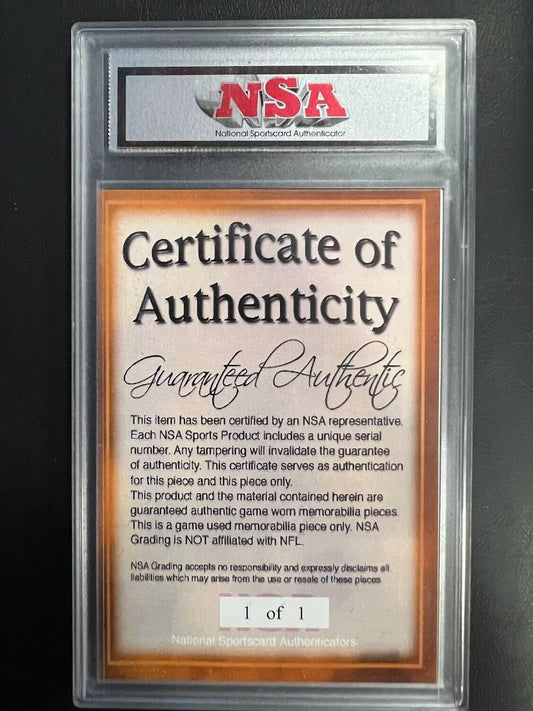 NSA
National Sportscard Authenticator
Certificate of
Authenticity
Guaranteed Authentic
This item has been certified by an NSA representative.
Each NSA Sports Product includes a unique serial
number. Any tampering will invalidate the guarantee
of authenticity. This certificate serves as authentication
for this piece and this piece only.
This product and the material contained herein are
guaranteed authentic game worn memorabilia pieces.
This is a game used memorabilia piece only. NSA
Grading is NOT affiliated with NFL.
NSA Grading accepts no responsibility and expressly disclaims all
liabilities which may arise from the use or resale of these pieces.
NSA
1 of 1
National Sportscard Authenticators